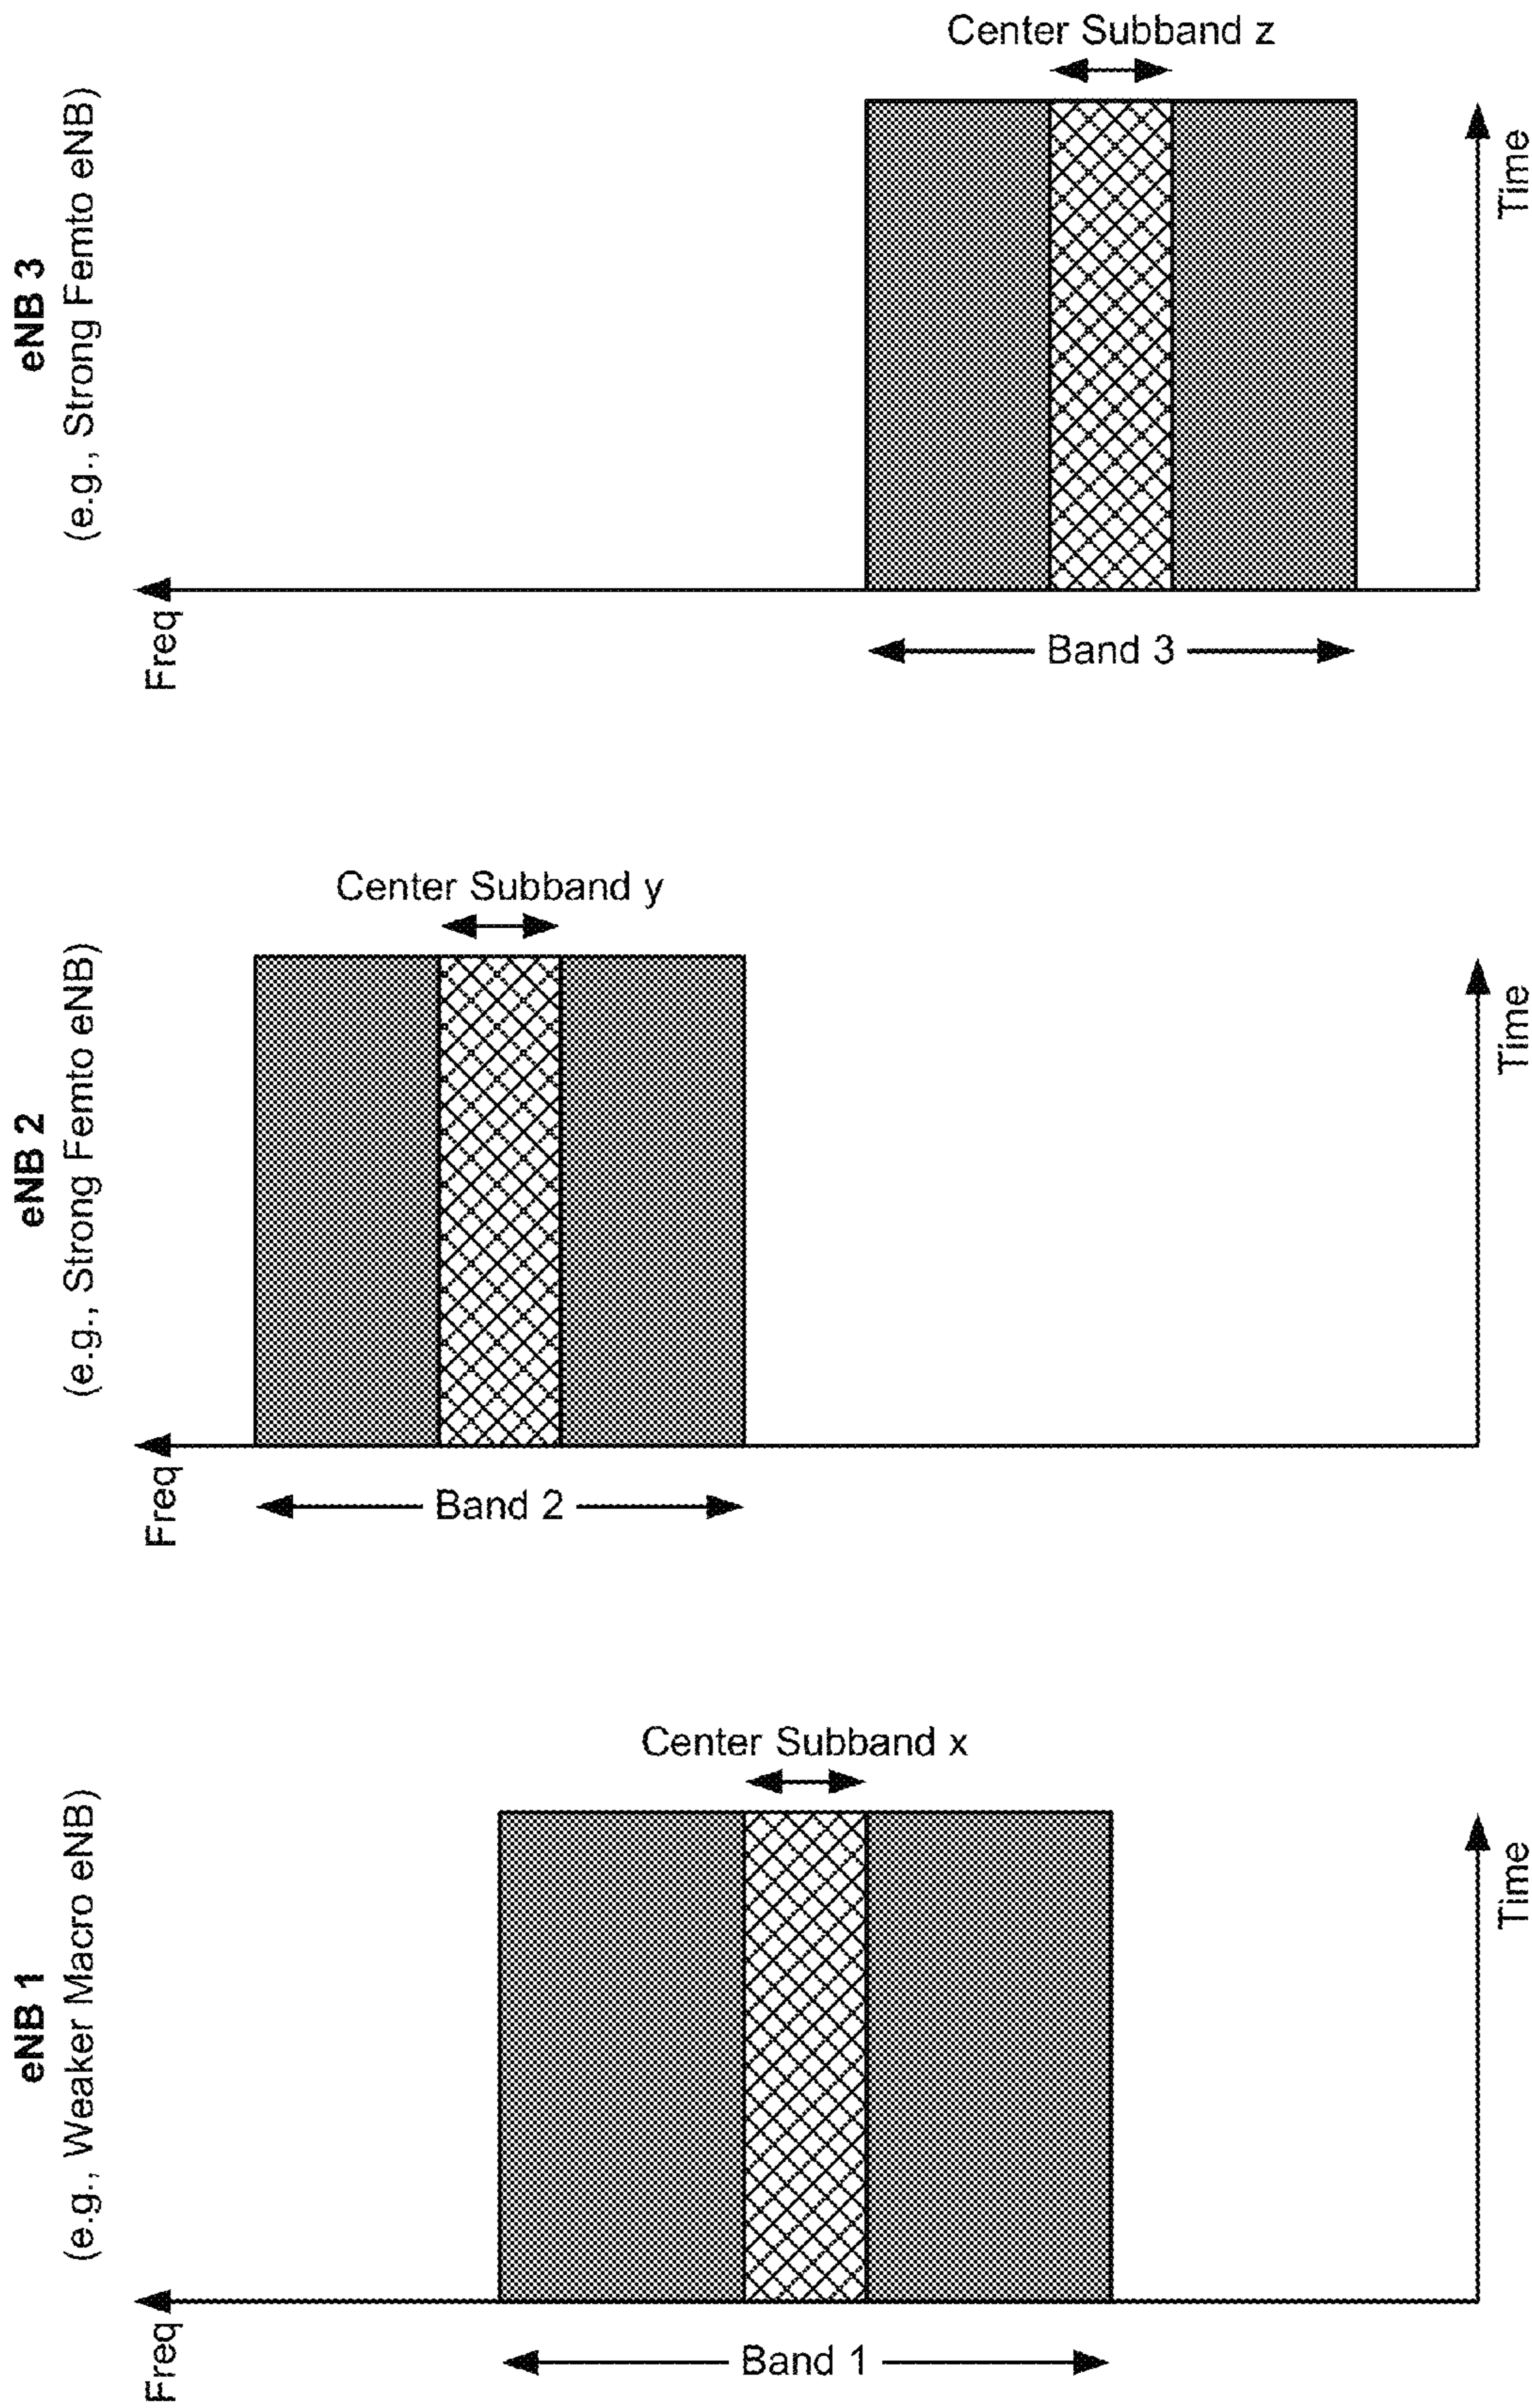 eNB 1
(e.g., Weaker Macro eNB)
Freq
Band 1
Center Subband x
Time
eNB 2
(e.g., Strong Femto eNB)
Freq
Band 2
Center Subband y
Time
eNB 3
(e.g., Strong Femto eNB)
Freq
Band 3
Center Subband z
Time